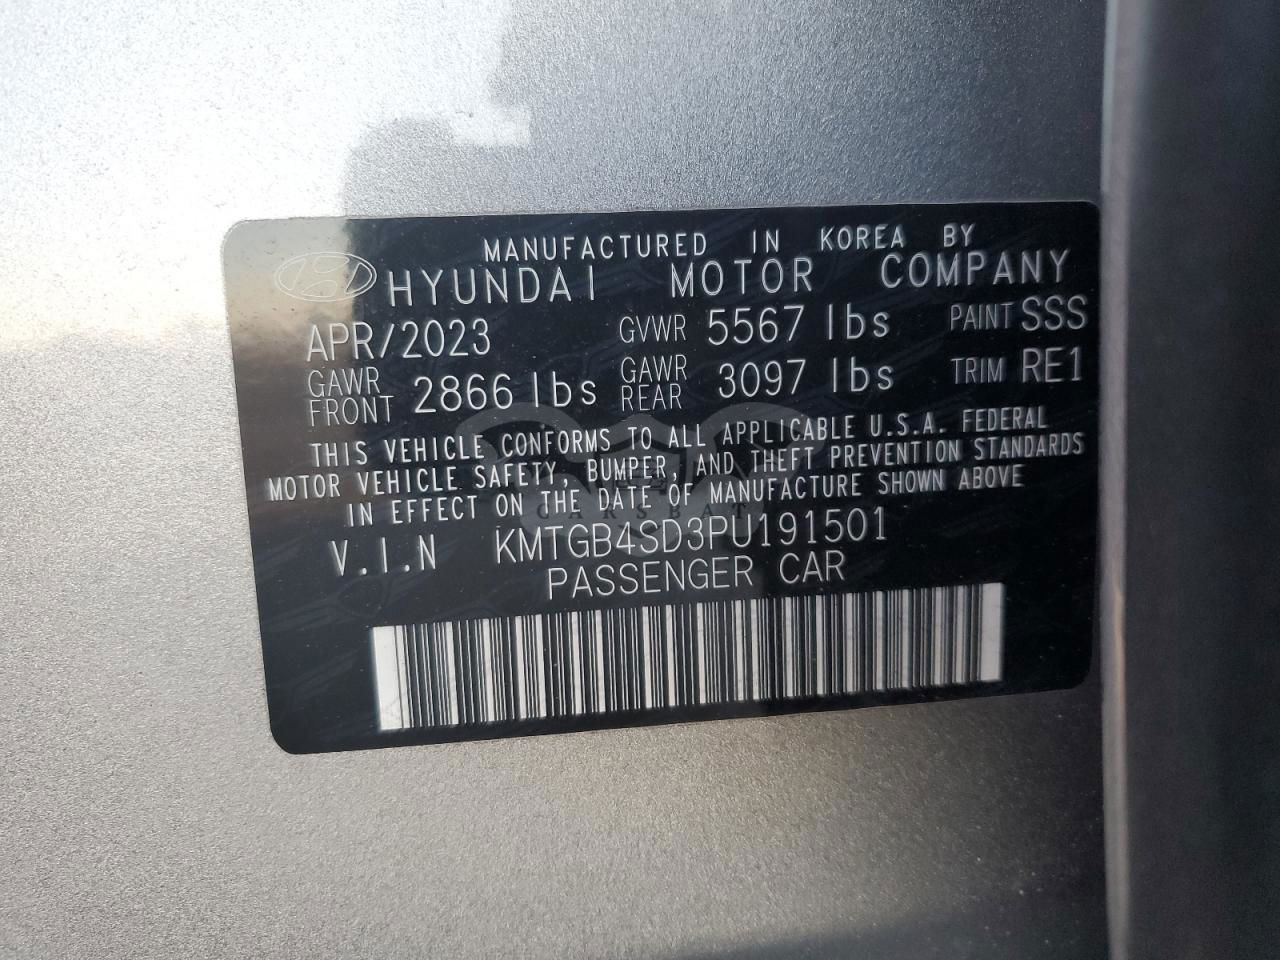 MANUFACTURED IN KOREA BY
HYUNDAI MOTOR COMPANY
APR/2023 GVWR 5567 lbs PAINT SSS
GAWR FRONT 2866 lbs GAWR REAR 3097 lbs TRIM RE1
THIS VEHICLE CONFORMS TO ALL APPLICABLE U.S.A. FEDERAL
MOTOR VEHICLE SAFETY, BUMPER, AND THEFT PREVENTION STANDARDS
IN EFFECT ON THE DATE OF MANUFACTURE SHOWN ABOVE
CARSBAT
V.I.N KMTGB4SD3PU191501
PASSENGER CAR